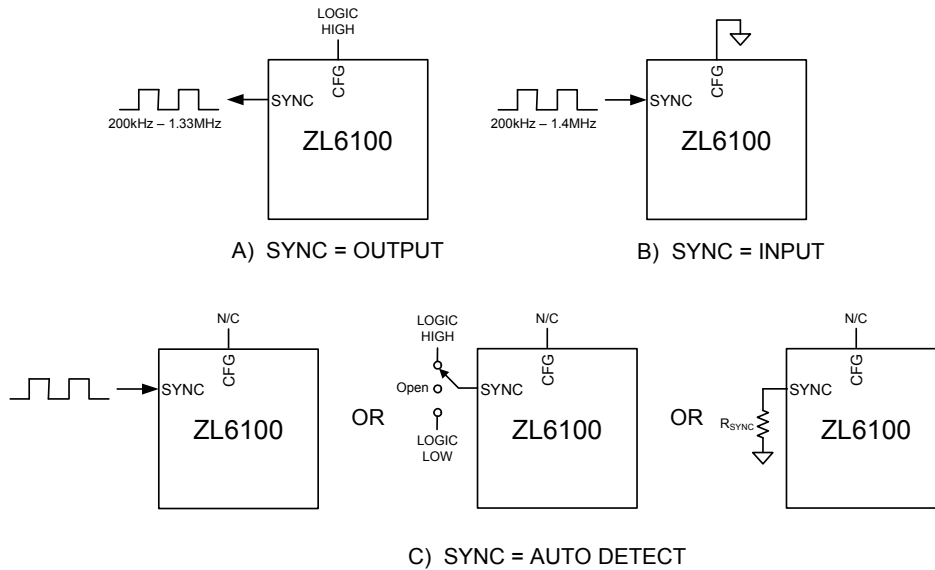 LOGIC
HIGH
CFG
SYNC
200kHz – 1.33MHz
ZL6100
A) SYNC = OUTPUT
CFG
SYNC
200kHz – 1.4MHz
ZL6100
B) SYNC = INPUT
N/C
CFG
SYNC
ZL6100
OR
LOGIC
HIGH
Open
LOGIC
LOW
N/C
CFG
SYNC
ZL6100
OR
N/C
CFG
SYNC
RSYNC
ZL6100
C) SYNC = AUTO DETECT